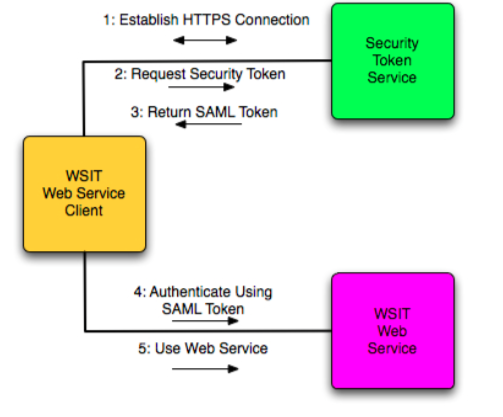 1: Establish HTTPS Connection
Security
Token
Service
2: Request Security Token
3: Return SAML Token
WSIT
Web Service
Client
4: Authenticate Using
SAML Token
5: Use Web Service
WSIT
Web
Service